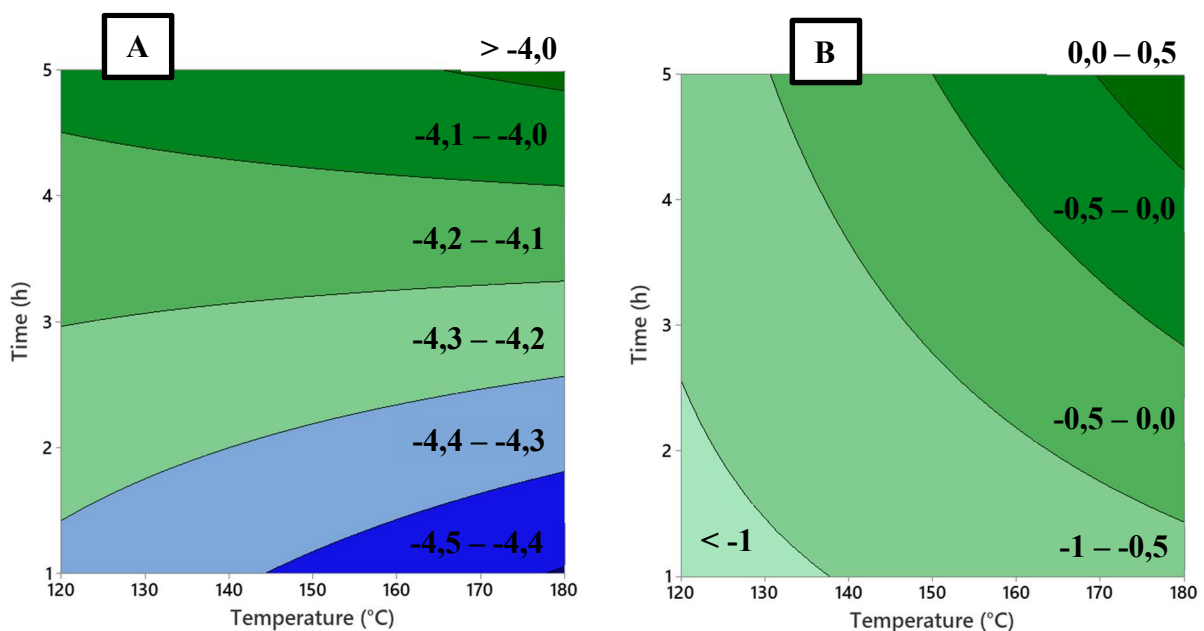 A
> -4,0
5
-4,1 – -4,0
4
-4,2 – -4,1
3
-4,3 – -4,2
2
-4,4 – -4,3
-4,5 – -4,4
1
Time (h)
120 130 140 150 160 170 180
Temperature (°C)
B
0,0 – 0,5
5
4
-0,5 – 0,0
3
-0,5 – 0,0
2
< -1
-1 – -0,5
1
Time (h)
120 130 140 150 160 170 180
Temperature (°C)